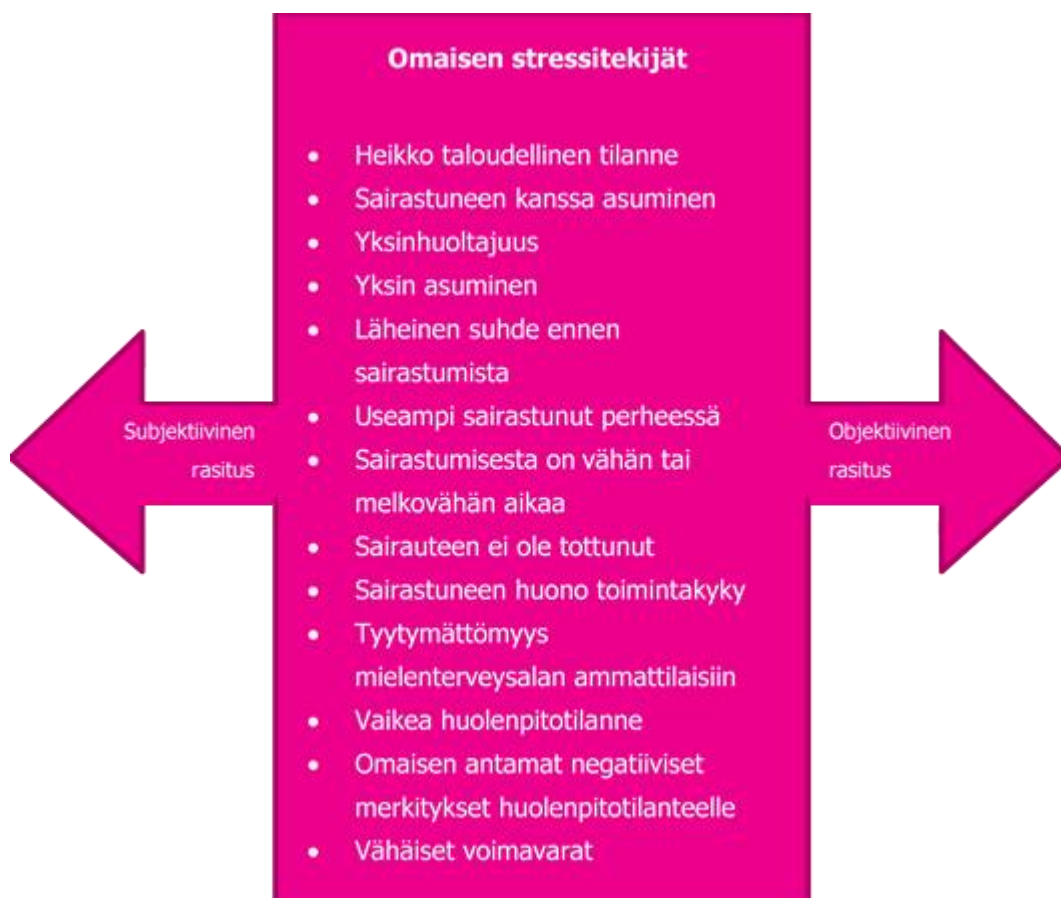 Omaisen stressitekijät
• Heikko taloudellinen tilanne
• Sairastuneen kanssa asuminen
• Yksinhuoltajuus
• Yksin asuminen
• Läheinen suhde ennen
sairastumista
• Useampi sairastunut perheessä
• Sairastumisesta on vähän tai
melkovähän aikaa
• Sairauteen ei ole tottunut
• Sairastuneen huono toimintakyky
• Tyytymättömyys
mielenterveysalan ammattilaisiin
• Vaikea huolenpitotilanne
• Omaisen antamat negatiiviset
merkitykset huolenpitotilanteelle
• Vähäiset voimavarat
Subjektiivinen
rasitus
Objektiivinen
rasitus